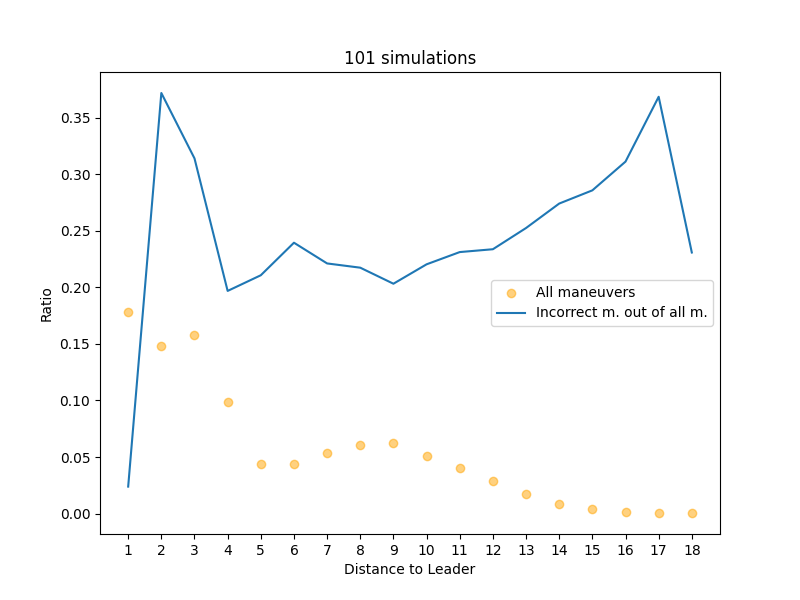 101 simulations
0.35
0.30
0.25
0.20
0.15
0.10
0.05
0.00
Ratio
All maneuvers
Incorrect m. out of all m.
1 2 3 4 5 6 7 8 9 10 11 12 13 14 15 16 17 18
Distance to Leader